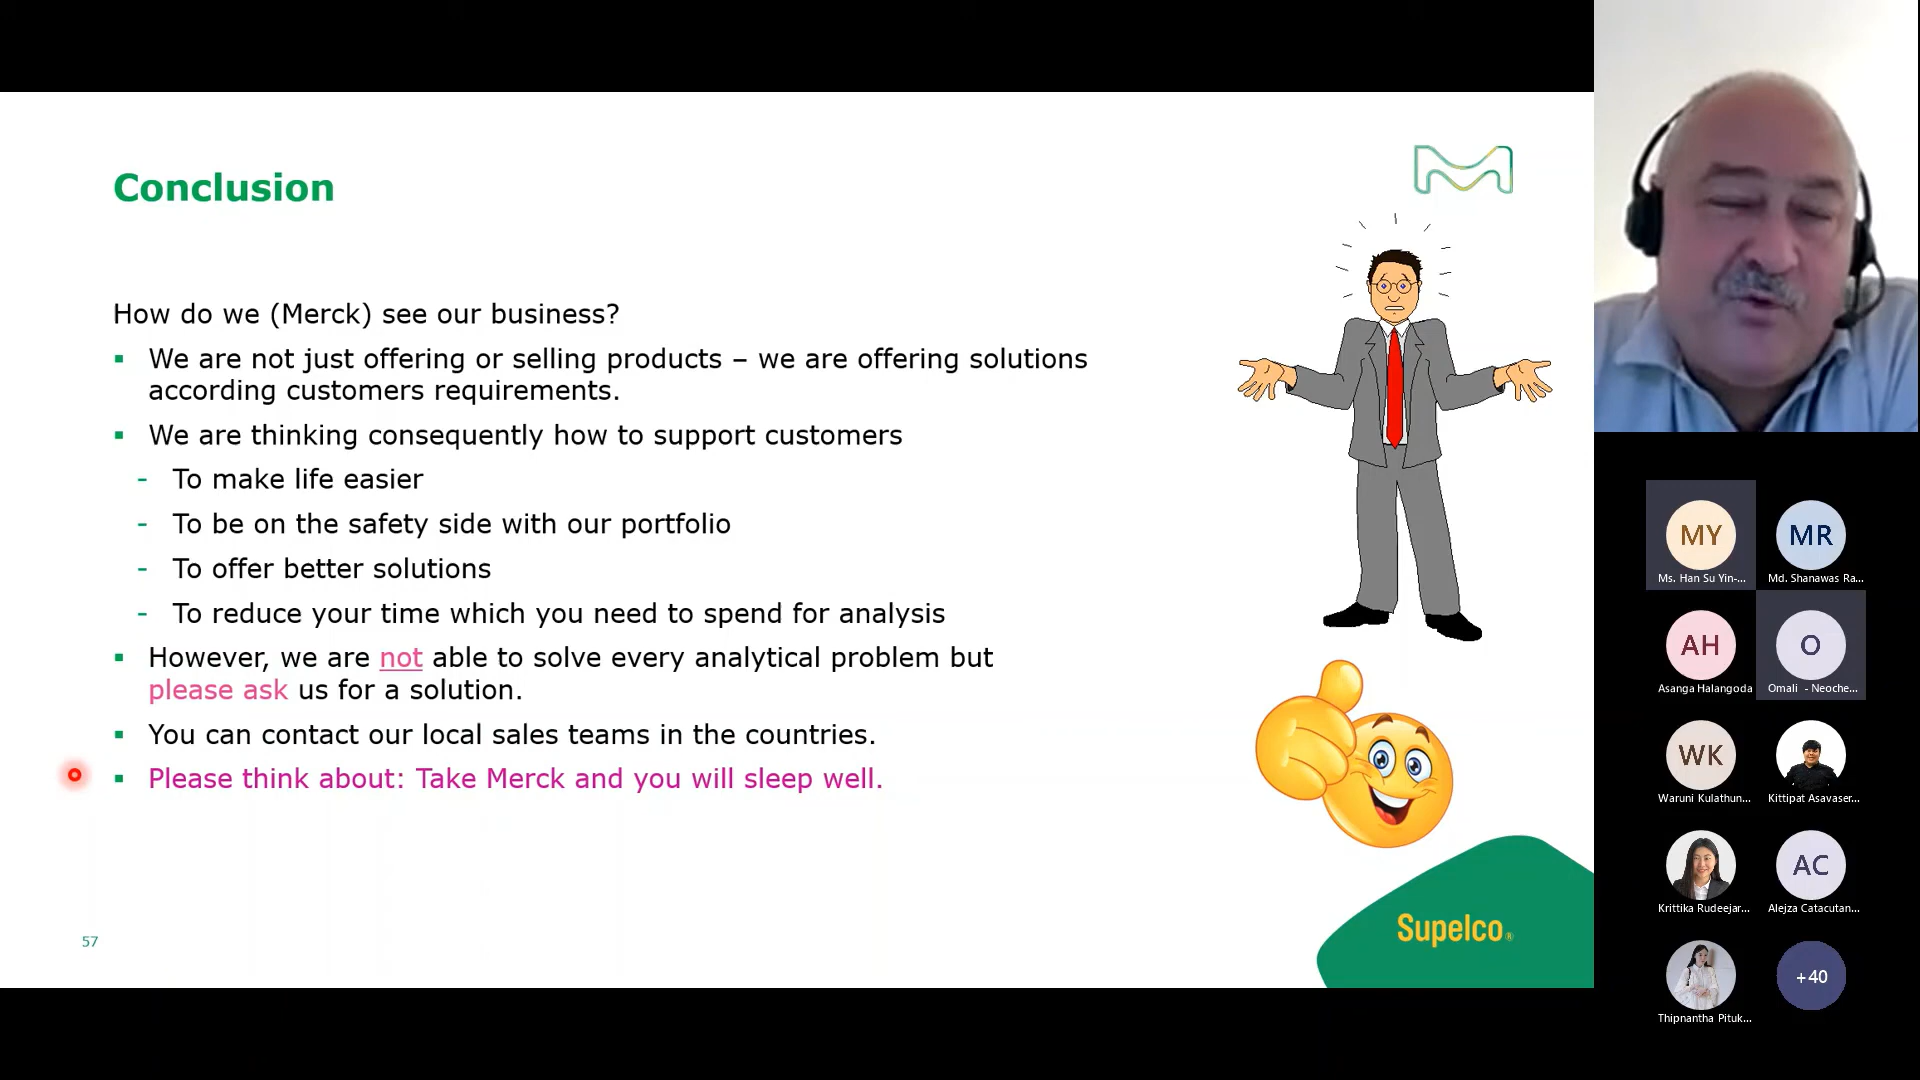 Conclusion
How do we (Merck) see our business?
▪ We are not just offering or selling products – we are offering solutions
according customers requirements.
▪ We are thinking consequently how to support customers
- To make life easier
- To be on the safety side with our portfolio
- To offer better solutions
- To reduce your time which you need to spend for analysis
▪ However, we are not able to solve every analytical problem but
please ask us for a solution.
▪ You can contact our local sales teams in the countries.
▪ Please think about: Take Merck and you will sleep well.
57
Supelco®
MY
Ms. Han Su Yin-...
MR
Md. Shanawas Ra...
AH
Asanga Halangoda
O
Omali - Neoche...
WK
Waruni Kulathun...
Kittipat Asavaser...
Krittika Rudeejar...
AC
Alejza Catacutan...
Thipnantha Pituk...
+40